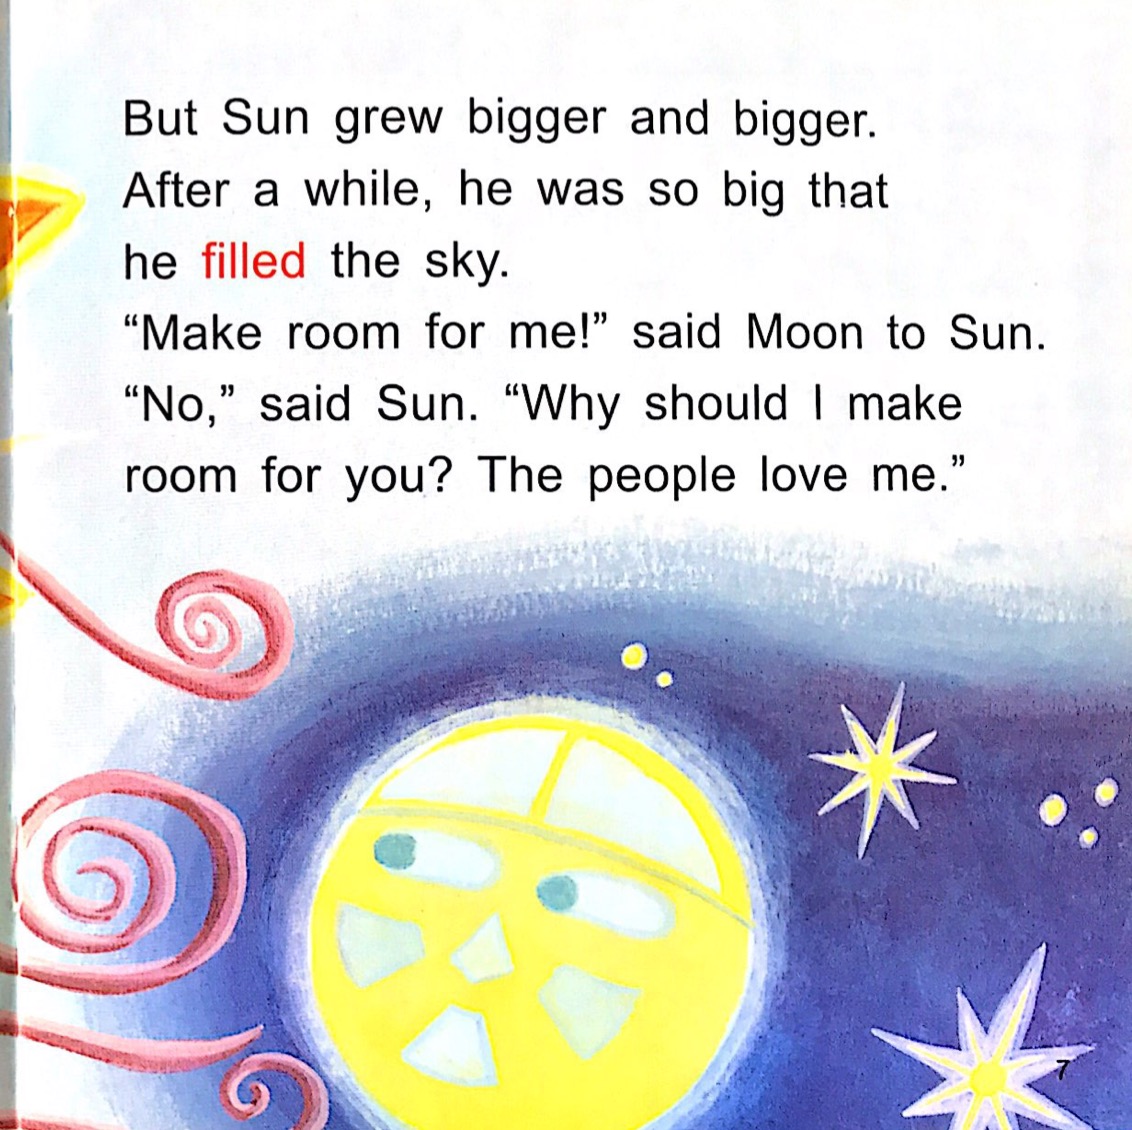 But Sun grew bigger and bigger.
After a while, he was so big that
he filled the sky.
“Make room for me!” said Moon to Sun.
“No,” said Sun. “Why should I make
room for you? The people love me.”
7